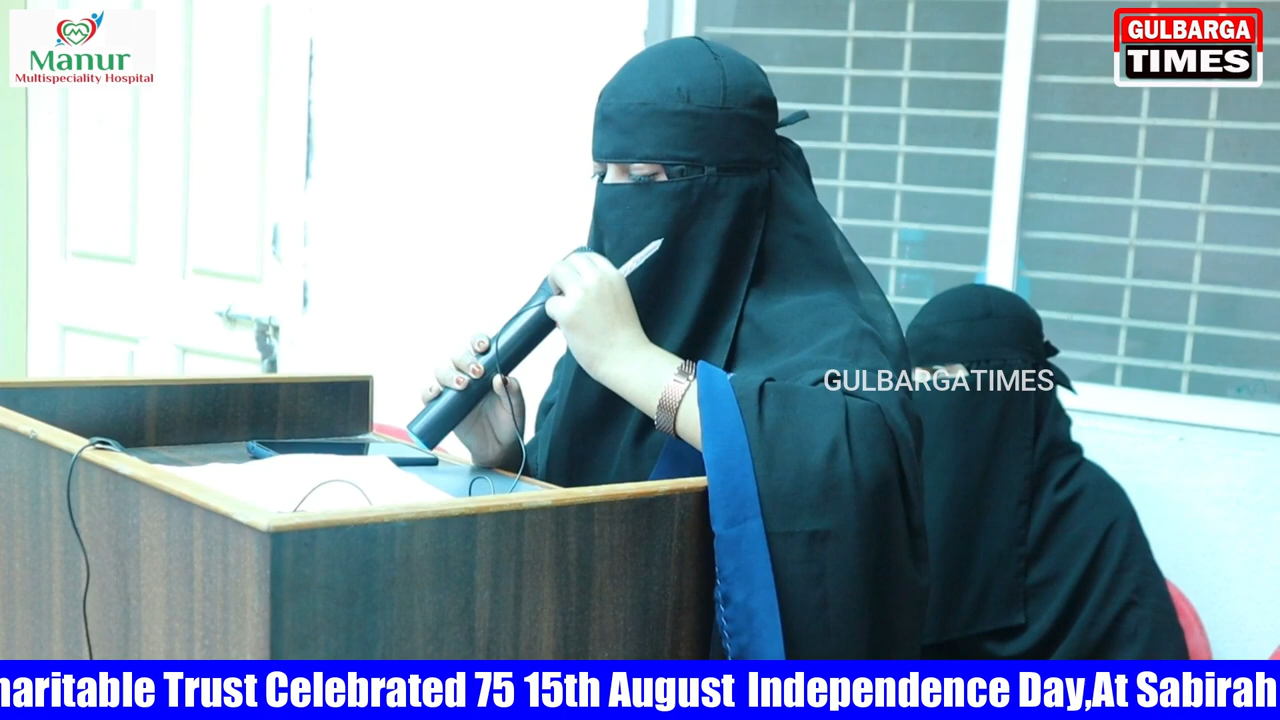 Manur
Multispeciality Hospital
GULBARGA
TIMES
GULBARGATIMES
haritable Trust Celebrated 75 15th August Independence Day,At Sabirah